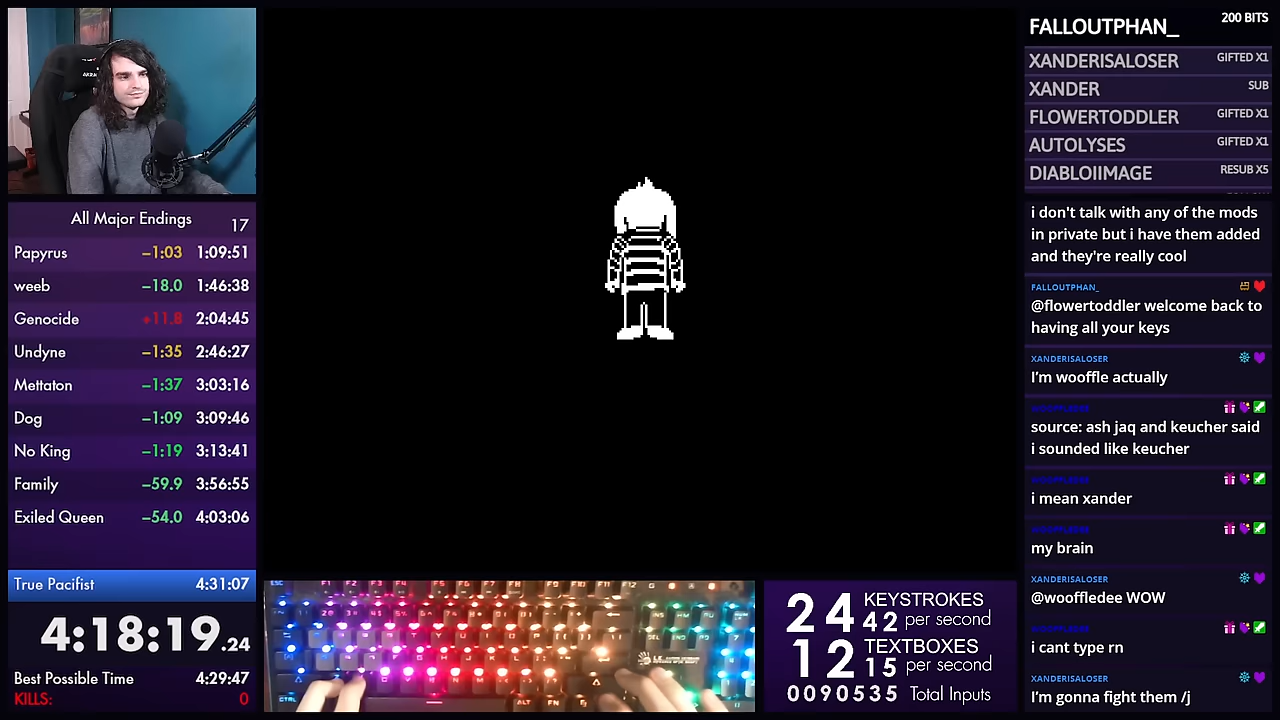 All Major Endings
17
Papyrus −1:03 1:09:51
weeb −18.0 1:46:38
Genocide +11.8 2:04:45
Undyne −1:35 2:46:27
Mettaton −1:37 3:03:16
Dog −1:09 3:09:46
No King −1:19 3:13:41
Family −59.9 3:56:55
Exiled Queen −54.0 4:03:06
True Pacifist 4:31:07
4:18:19.24
Best Possible Time 4:29:47
KILLS: 0
24 42 KEYSTROKES per second
12 15 TEXTBOXES per second
0090535 Total Inputs
FALLOUTPHAN_ 200 BITS
XANDERISALOSER GIFTED X1
XANDER SUB
FLOWERTODDLER GIFTED X1
AUTOLYSES GIFTED X1
DIABLOIIMAGE RESUB X5
i don't talk with any of the mods
in private but i have them added
and they're really cool
FALLOUTPHAN_
@flowertoddler welcome back to
having all your keys
XANDERISALOSER
I'm wooffle actually
source: ash jaq and keucher said
i sounded like keucher
i mean xander
my brain
XANDERISALOSER
@wooffledee WOW
i cant type rn
XANDERISALOSER
I'm gonna fight them /j